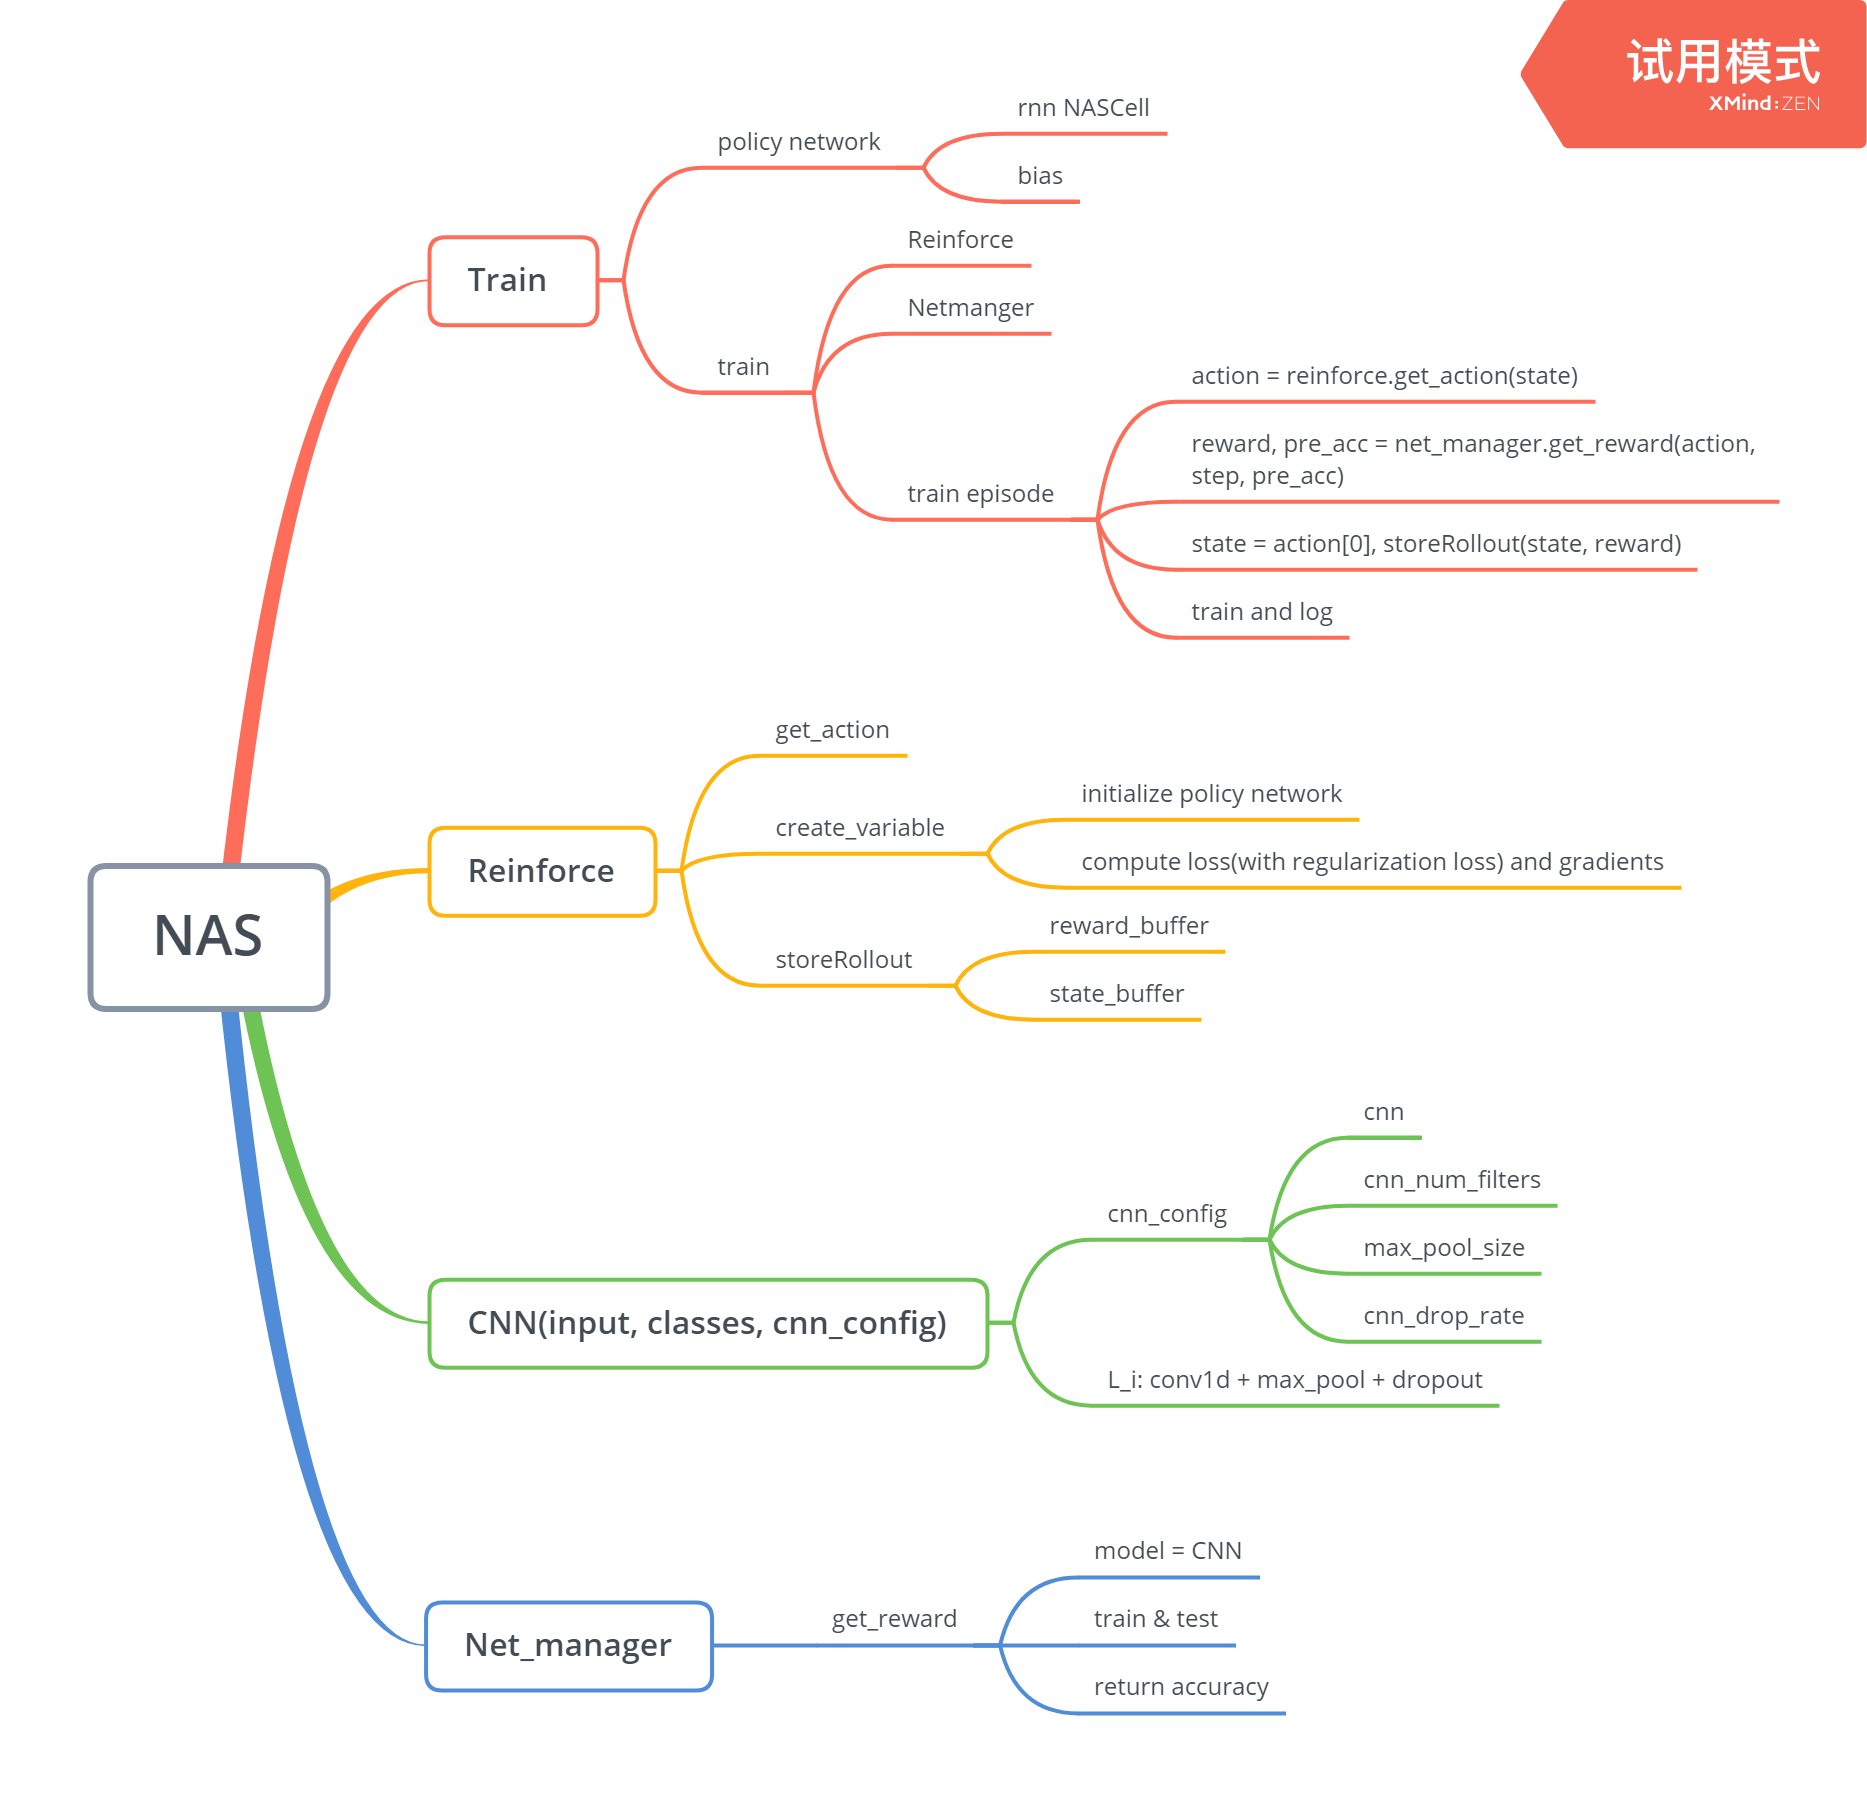 试用模式
XMind:ZEN
rnn NASCell
policy network
bias
Reinforce
Train
Netmanger
train
action = reinforce.get_action(state)
reward, pre_acc = net_manager.get_reward(action,
step, pre_acc)
train episode
state = action[0], storeRollout(state, reward)
train and log
get_action
initialize policy network
create_variable
compute loss(with regularization loss) and gradients
Reinforce
reward_buffer
NAS
storeRollout
state_buffer
cnn
cnn_num_filters
cnn_config
max_pool_size
cnn_drop_rate
CNN(input, classes, cnn_config)
L_i: conv1d + max_pool + dropout
model = CNN
get_reward
train & test
Net_manager
return accuracy